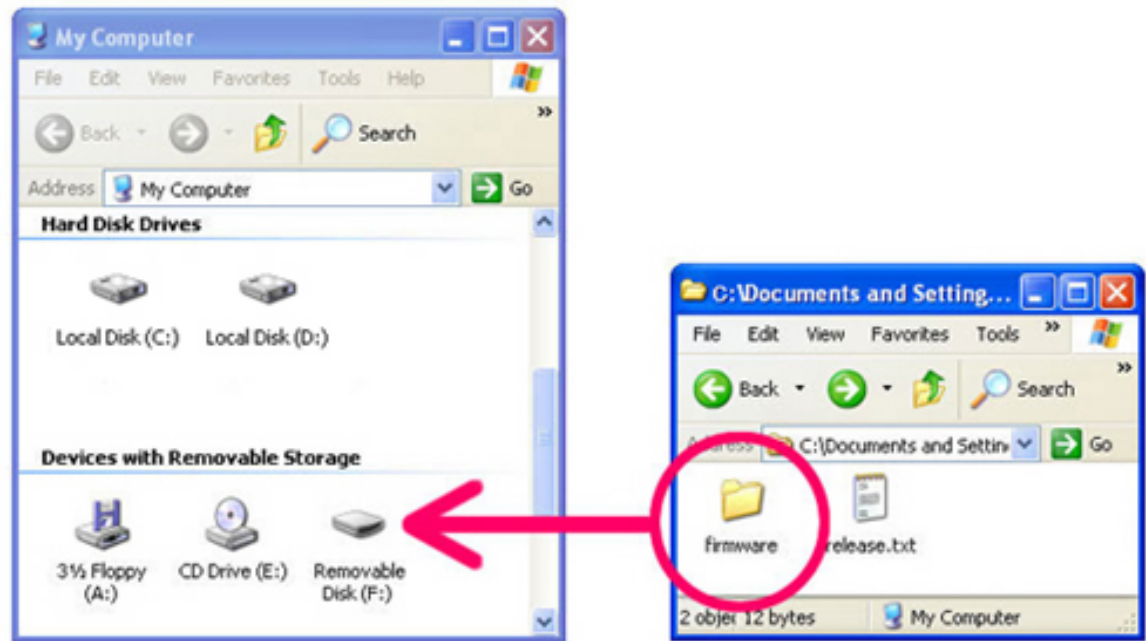 My Computer
File Edit View Favorites Tools Help
Back Search »
Address My Computer Go
Hard Disk Drives
Local Disk (C:) Local Disk (D:)
Devices with Removable Storage
3½ Floppy (A:)
CD Drive (E:)
Removable Disk (F:)
C:\Documents and Setting...
File Edit View Favorites Tools »
Back Search »
C:\Documents and Settin Go
firmware release.txt
2 objec 12 bytes My Computer